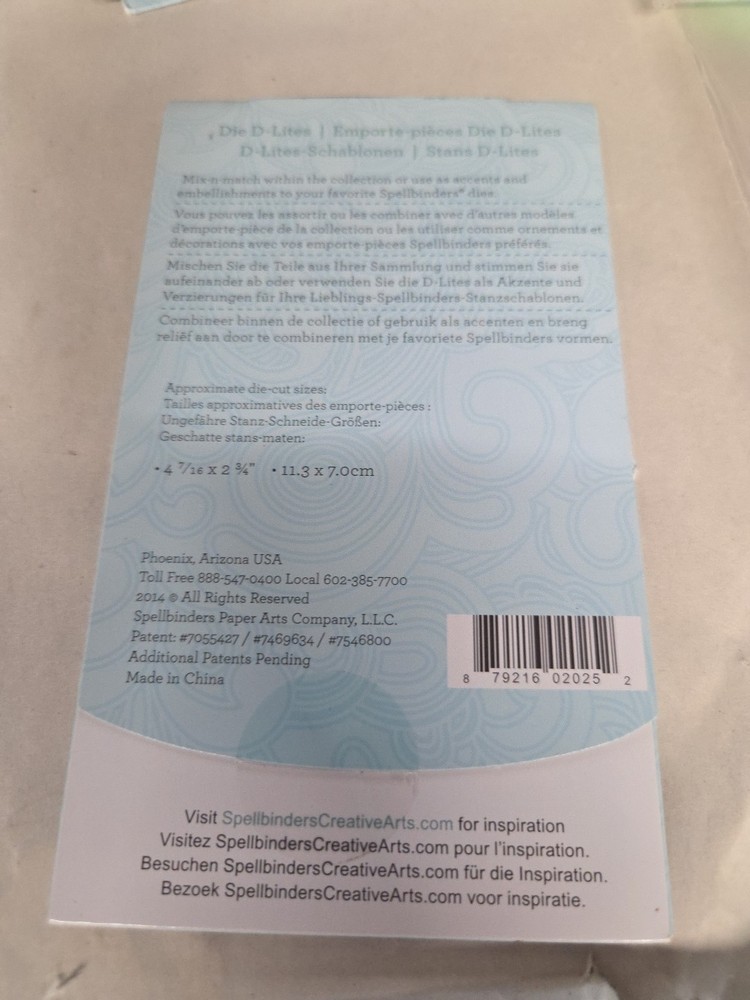 Die D-Lites | Emporte-pièces Die D-Lites
D-Lites-Schablonen | Stans D-Lites
Mix-n-match within the collection or use as accents and
embellishments to your favorite Spellbinders® dies.
Vous pouvez les assortir ou les combiner avec d'autres modèles
d'emporte-pièce de la collection ou les utiliser comme ornements et
décorations avec vos emporte-pièces Spellbinders préférés.
Mischen Sie die Teile aus Ihrer Sammlung und stimmen Sie sie
aufeinander ab oder verwenden Sie die D-Lites als Akzente und
Verzierungen für Ihre Lieblings-Spellbinders-Stanzschablonen.
Combineer binnen de collectie of gebruik als accenten en breng
reliëf aan door te combineren met je favoriete Spellbinders vormen.
Approximate die-cut sizes:
Tailles approximatives des emporte-pièces :
Ungefähre Stanz-Schneide-Größen:
Geschatte stans-maten:
• 4 7/16 x 2 ¾" • 11.3 x 7.0cm
Phoenix, Arizona USA
Toll Free 888-547-0400 Local 602-385-7700
2014 © All Rights Reserved
Spellbinders Paper Arts Company, L.L.C.
Patent: #7055427 / #7469634 / #7546800
Additional Patents Pending
Made in China
8 79216 02025 2
Visit SpellbindersCreativeArts.com for inspiration
Visitez SpellbindersCreativeArts.com pour l'inspiration.
Besuchen SpellbindersCreativeArts.com für die Inspiration.
Bezoek SpellbindersCreativeArts.com voor inspiratie.